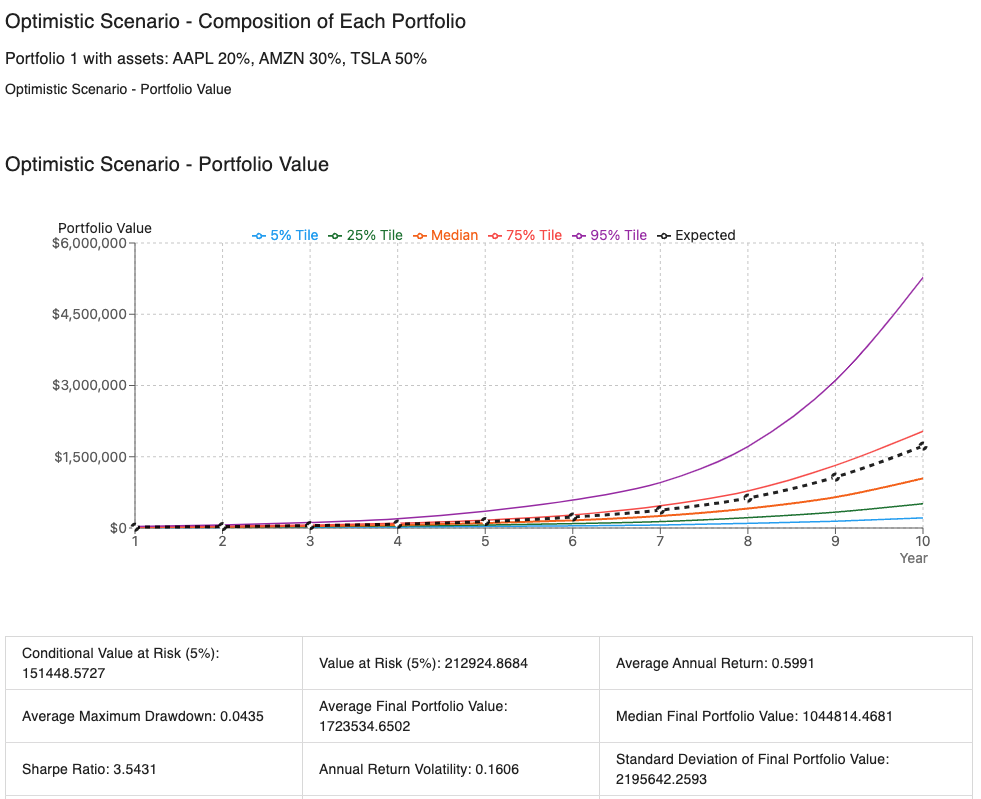 Optimistic Scenario - Composition of Each Portfolio
Portfolio 1 with assets: AAPL 20%, AMZN 30%, TSLA 50%
Optimistic Scenario - Portfolio Value
Optimistic Scenario - Portfolio Value
Portfolio Value
5% Tile 25% Tile Median 75% Tile 95% Tile Expected
$6,000,000
$4,500,000
$3,000,000
$1,500,000
$0
1 2 3 4 5 6 7 8 9 10
Year
Conditional Value at Risk (5%):
151448.5727
Value at Risk (5%): 212924.8684
Average Annual Return: 0.5991
Average Maximum Drawdown: 0.0435
Average Final Portfolio Value:
1723534.6502
Median Final Portfolio Value: 1044814.4681
Sharpe Ratio: 3.5431
Annual Return Volatility: 0.1606
Standard Deviation of Final Portfolio Value:
2195642.2593